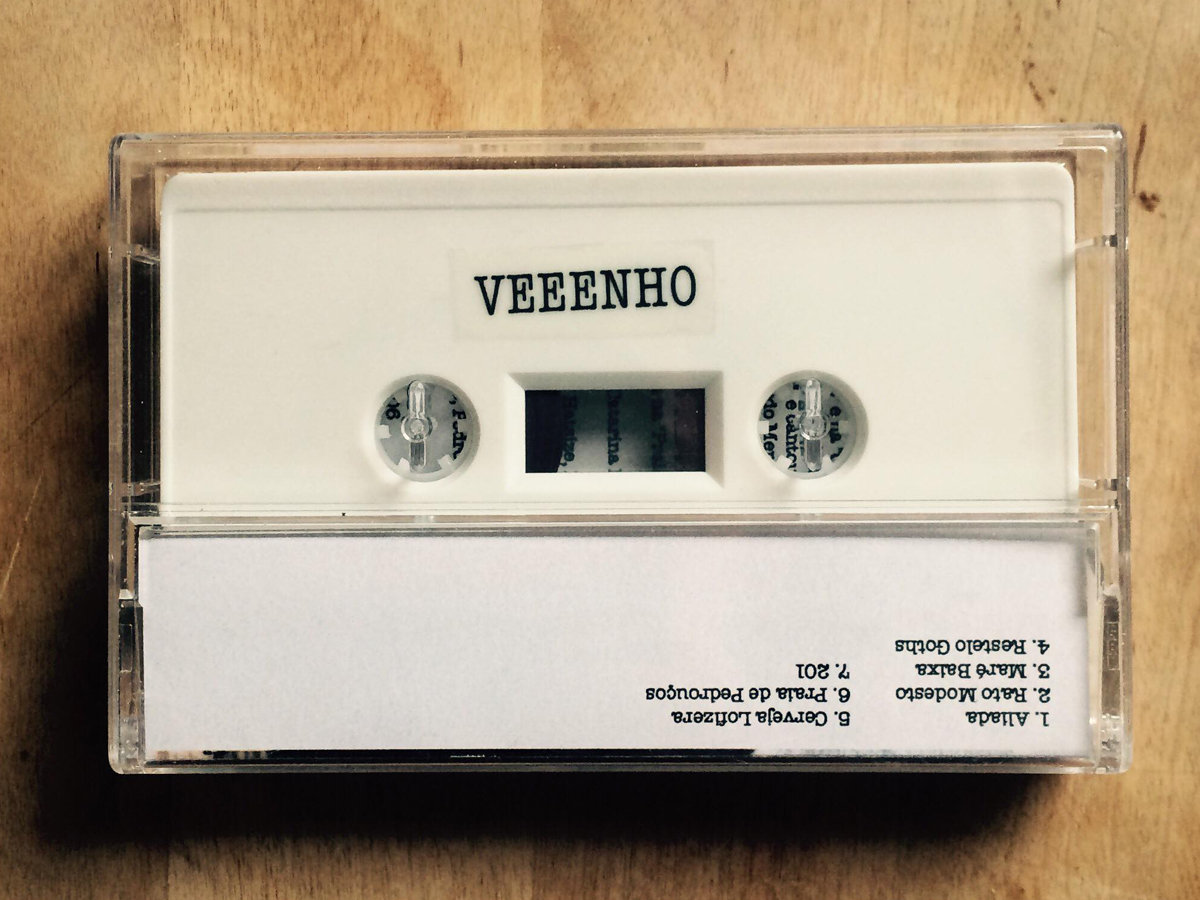 VEEENHO
1. Aliada
2. Rato Modesto
3. Maré Baixa
4. Restelo Goths
5. Cerveja Lofizera
6. Praia de Pedrouços
7. 201